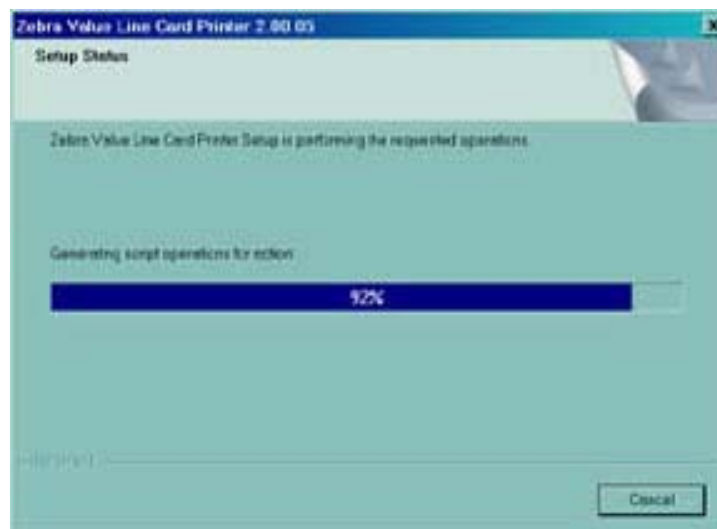 Zebra Value Line Card Printer 2.00.05
Setup Status
Zebra Value Line Card Printer Setup is performing the requested operations.
Generating script operations for action:
92%
Cancel